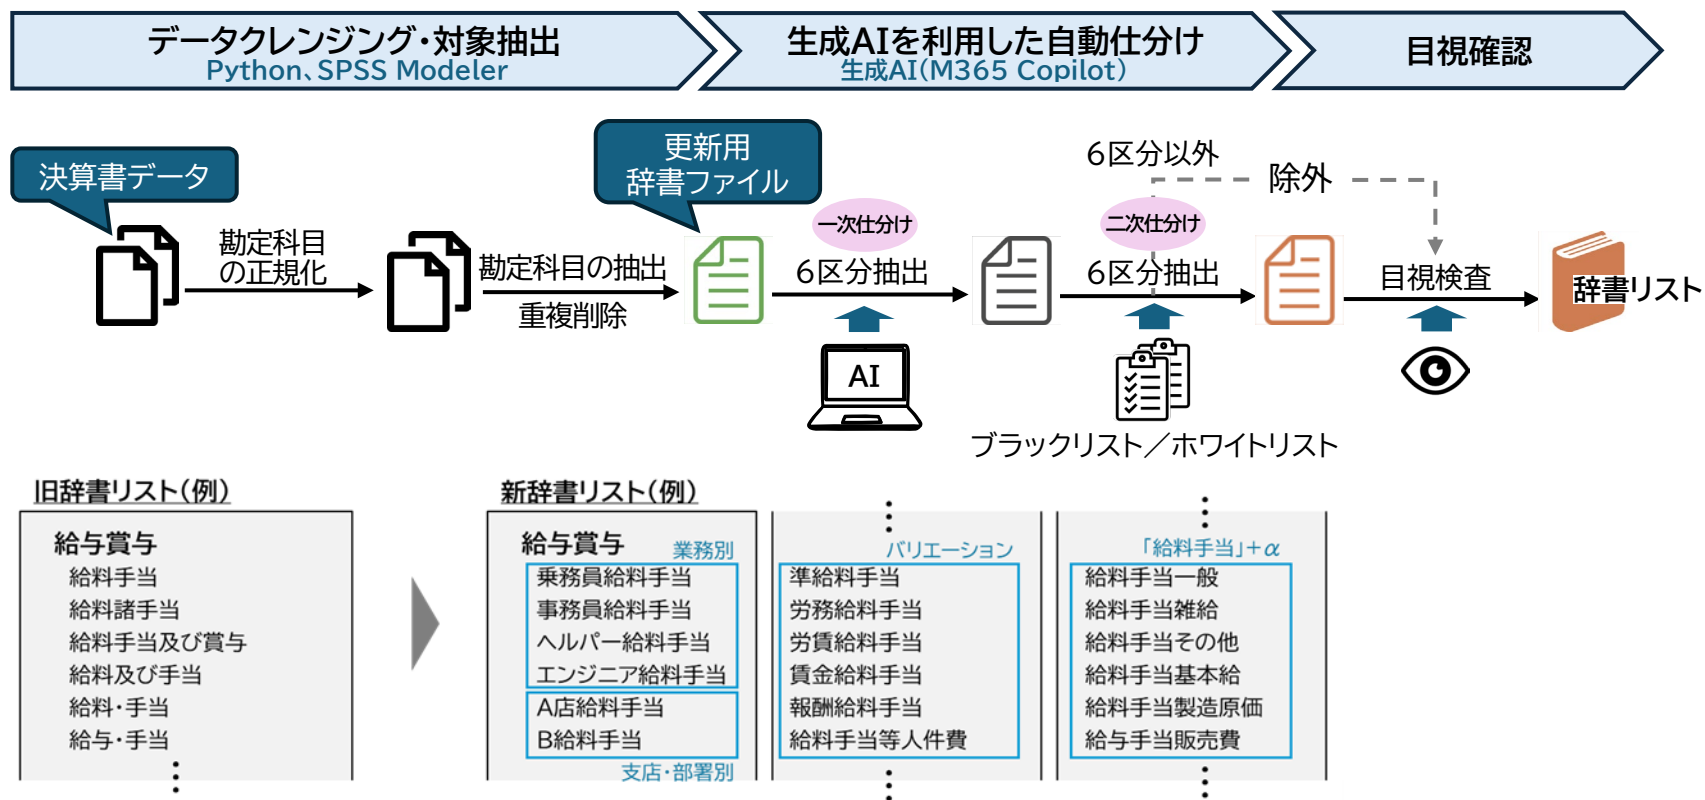 データクレンジング・対象抽出
Python、SPSS Modeler
生成AIを利用した自動仕分け
生成AI(M365 Copilot)
目視確認
決算書データ
勘定科目
の正規化
勘定科目の抽出
重複削除
更新用
辞書ファイル
一次仕分け
6区分抽出
AI
6区分以外
除外
二次仕分け
6区分抽出
ブラックリスト／ホワイトリスト
目視検査
辞書リスト
旧辞書リスト(例)
給与賞与
給料手当
給料諸手当
給料手当及び賞与
給料及び手当
給料・手当
給与・手当
新辞書リスト(例)
給与賞与
業務別
乗務員給料手当
事務員給料手当
ヘルパー給料手当
エンジニア給料手当
A店給料手当
B給料手当
支店・部署別
バリエーション
準給料手当
労務給料手当
労賃給料手当
賃金給料手当
報酬給料手当
給料手当等人件費
「給料手当」+α
給料手当一般
給料手当雑給
給料手当その他
給料手当基本給
給料手当製造原価
給与手当販売費